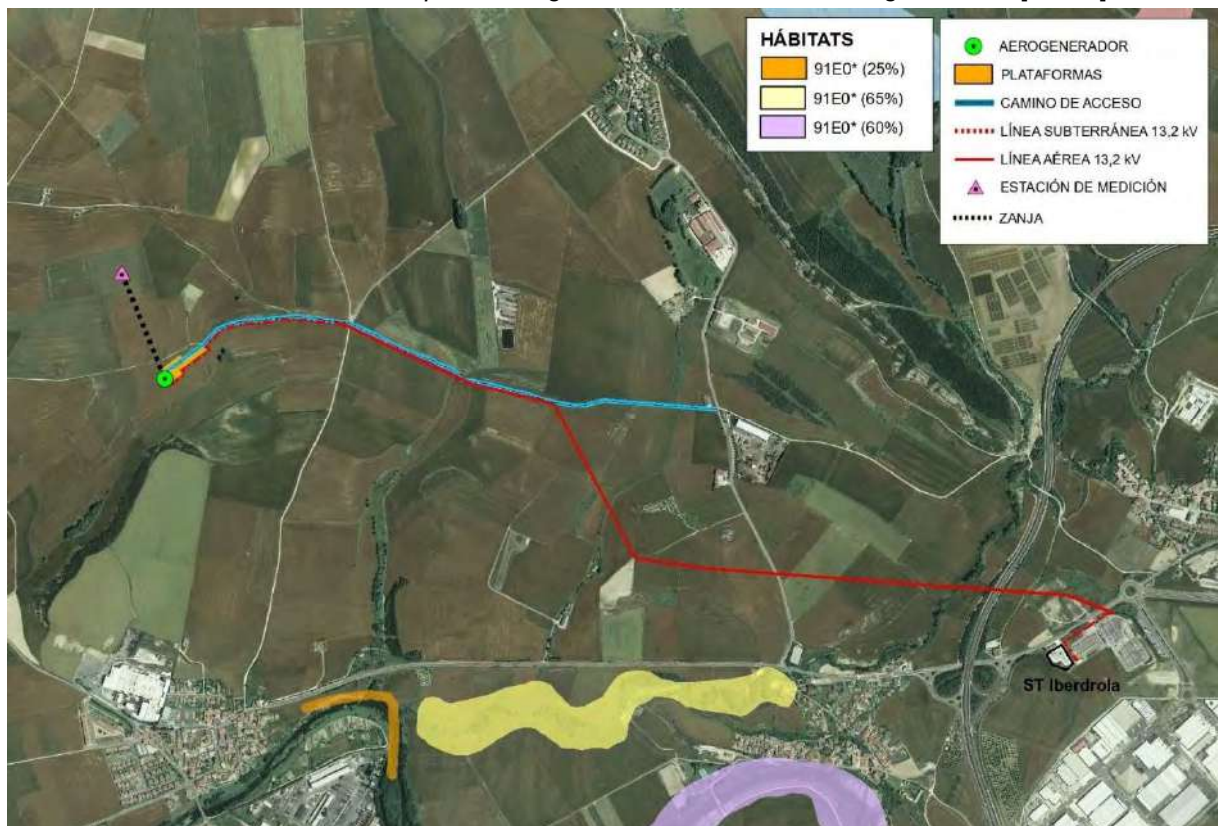 HÁBITATS
91E0* (25%)
91E0* (65%)
91E0* (60%)
AEROGENERADOR
PLATAFORMAS
CAMINO DE ACCESO
LÍNEA SUBTERRÁNEA 13,2 kV
LÍNEA AÉREA 13,2 kV
ESTACIÓN DE MEDICIÓN
ZANJA
ST Iberdrola